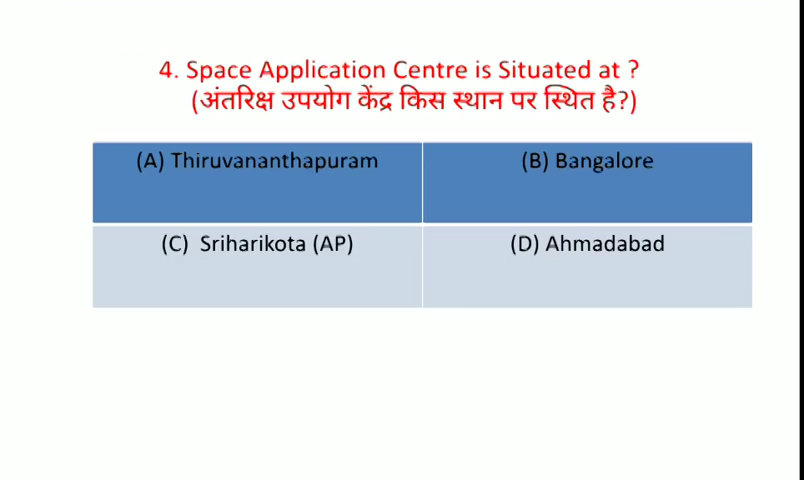 4. Space Application Centre is Situated at ?
(अंतरिक्ष उपयोग केंद्र किस स्थान पर स्थित है?)
(A) Thiruvananthapuram
(B) Bangalore
(C) Sriharikota (AP)
(D) Ahmadabad